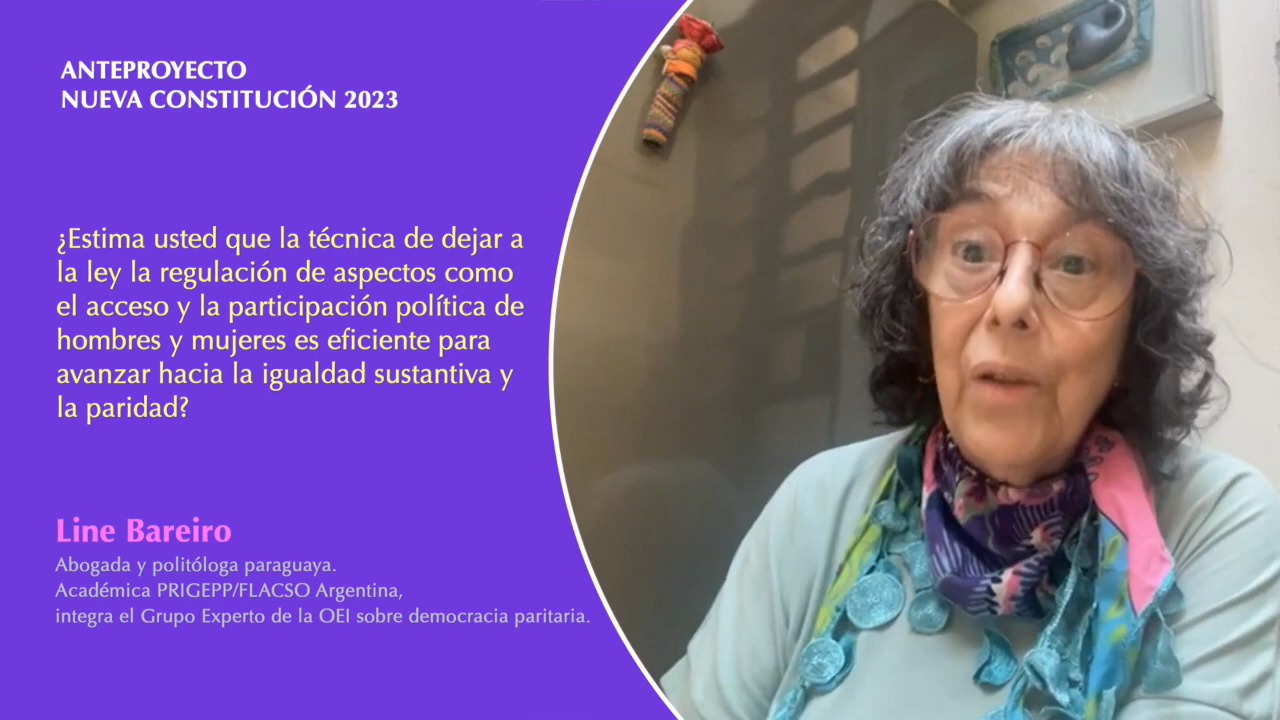 ANTEPROYECTO
NUEVA CONSTITUCIÓN 2023
¿Estima usted que la técnica de dejar a
la ley la regulación de aspectos como
el acceso y la participación política de
hombres y mujeres es eficiente para
avanzar hacia la igualdad sustantiva y
la paridad?
Line Bareiro
Abogada y politóloga paraguaya.
Académica PRIGEPP/FLACSO Argentina,
integra el Grupo Experto de la OEI sobre democracia paritaria.